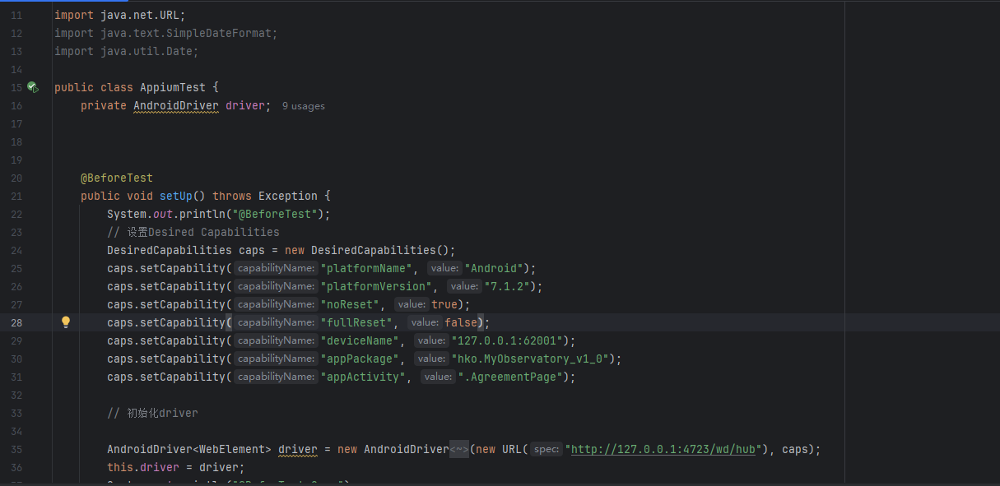 11 import java.net.URL;
12 import java.text.SimpleDateFormat;
13 import java.util.Date;
14
15 public class AppiumTest {
16 private AndroidDriver driver; 9 usages
17
18
19
20 @BeforeTest
21 public void setUp() throws Exception {
22 System.out.println("@BeforeTest");
23 // 设置Desired Capabilities
24 DesiredCapabilities caps = new DesiredCapabilities();
25 caps.setCapability( capabilityName: "platformName", value: "Android");
26 caps.setCapability( capabilityName: "platformVersion", value: "7.1.2");
27 caps.setCapability( capabilityName: "noReset", value: true);
28 caps.setCapability( capabilityName: "fullReset", value: false);
29 caps.setCapability( capabilityName: "deviceName", value: "127.0.0.1:62001");
30 caps.setCapability( capabilityName: "appPackage", value: "hko.MyObservatory_v1_0");
31 caps.setCapability( capabilityName: "appActivity", value: ".AgreementPage");
32
33 // 初始化driver
34
35 AndroidDriver<WebElement> driver = new AndroidDriver<~>(new URL( spec: "http://127.0.0.1:4723/wd/hub"), caps);
36 this.driver = driver;